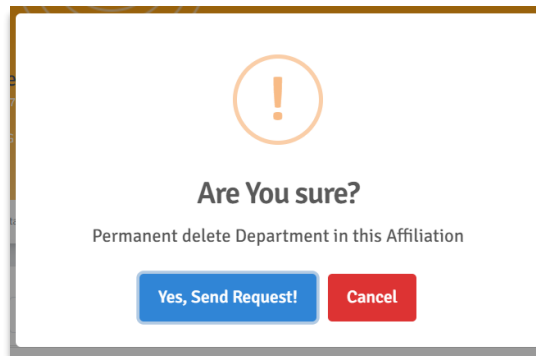 !
Are You sure?
Permanent delete Department in this Affiliation
Yes, Send Request!
Cancel